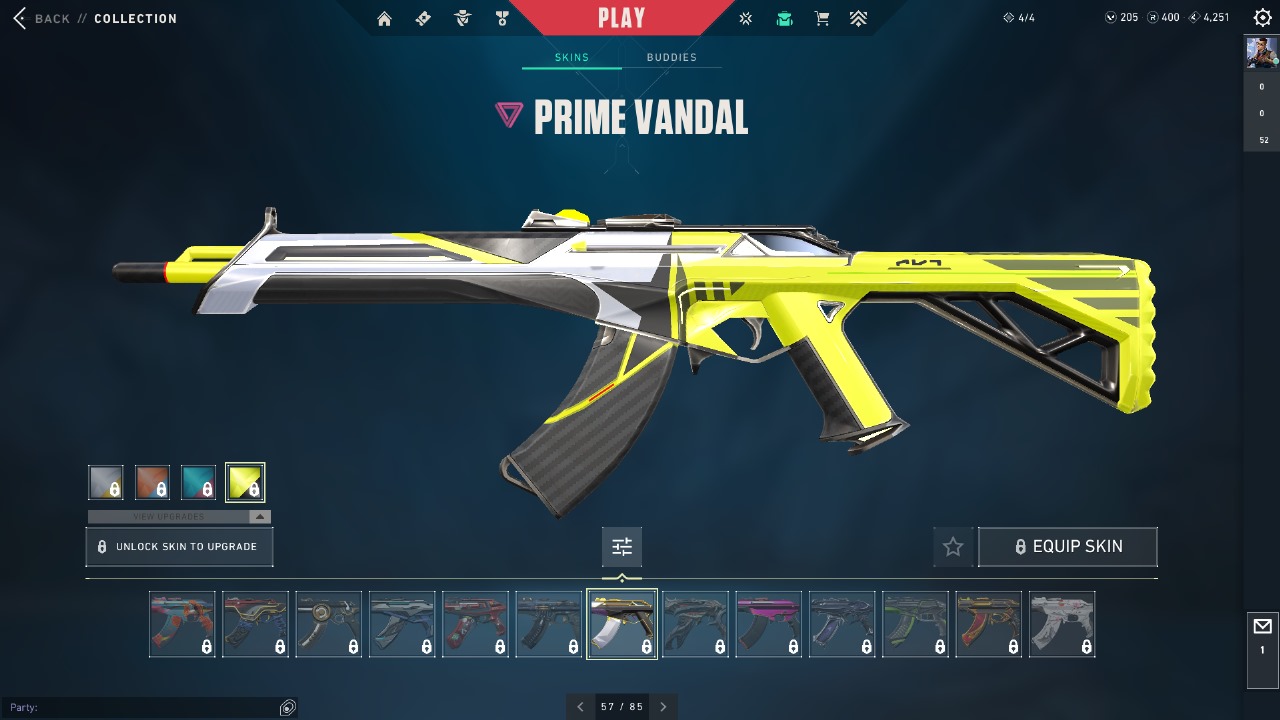 BACK // COLLECTION
PLAY
4/4
205
400
4,251
SKINS
BUDDIES
PRIME VANDAL
0
0
52
VIEW UPGRADES
UNLOCK SKIN TO UPGRADE
EQUIP SKIN
1
Party:
57 / 85